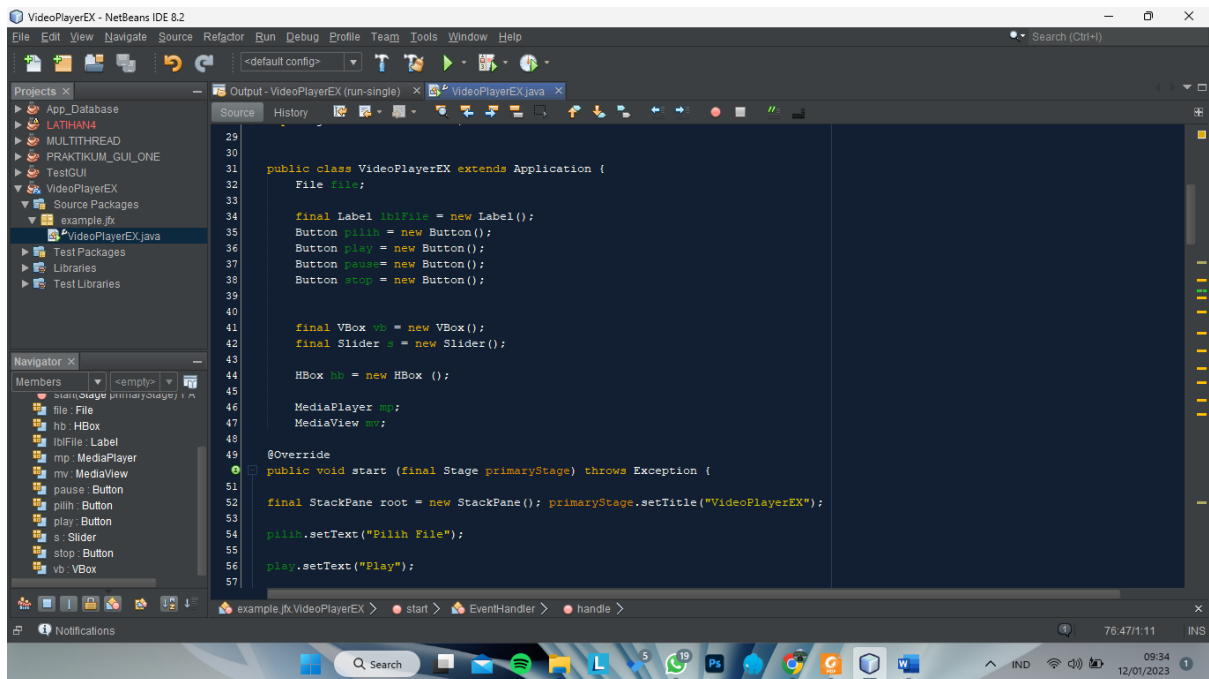 VideoPlayerEX - NetBeans IDE 8.2
File Edit View Navigate Source Refactor Run Debug Profile Team Tools Window Help
Search (Ctrl+I)
<default config>
Projects
Output - VideoPlayerEX (run-single)
VideoPlayerEX.java
App_Database
LATIHAN4
MULTITHREAD
PRAKTIKUM_GUI_ONE
TestGUI
VideoPlayerEX
Source Packages
example.jfx
VideoPlayerEX.java
Test Packages
Libraries
Test Libraries
Source History
29
30
31 public class VideoPlayerEX extends Application {
32 File file;
33
34 final Label lblFile = new Label();
35 Button pilih = new Button();
36 Button play = new Button();
37 Button pause= new Button();
38 Button stop = new Button();
39
40
41 final VBox vb = new VBox();
42 final Slider s = new Slider();
43
44 HBox hb = new HBox ();
45
46 MediaPlayer mp;
47 MediaView mv;
48
49 @Override
public void start (final Stage primaryStage) throws Exception {
51
52 final StackPane root = new StackPane(); primaryStage.setTitle("VideoPlayerEX");
53
54 pilih.setText("Pilih File");
55
56 play.setText("Play");
57
Navigator
Members <empty>
start(Stage primaryStage)
file : File
hb : HBox
lblFile : Label
mp : MediaPlayer
mv : MediaView
pause : Button
pilih : Button
play : Button
s : Slider
stop : Button
vb : VBox
example.jfx.VideoPlayerEX start EventHandler handle
Notifications
1
76:47/1:11 INS
Search
5
19
Ps
IND
09:34
12/01/2023
1